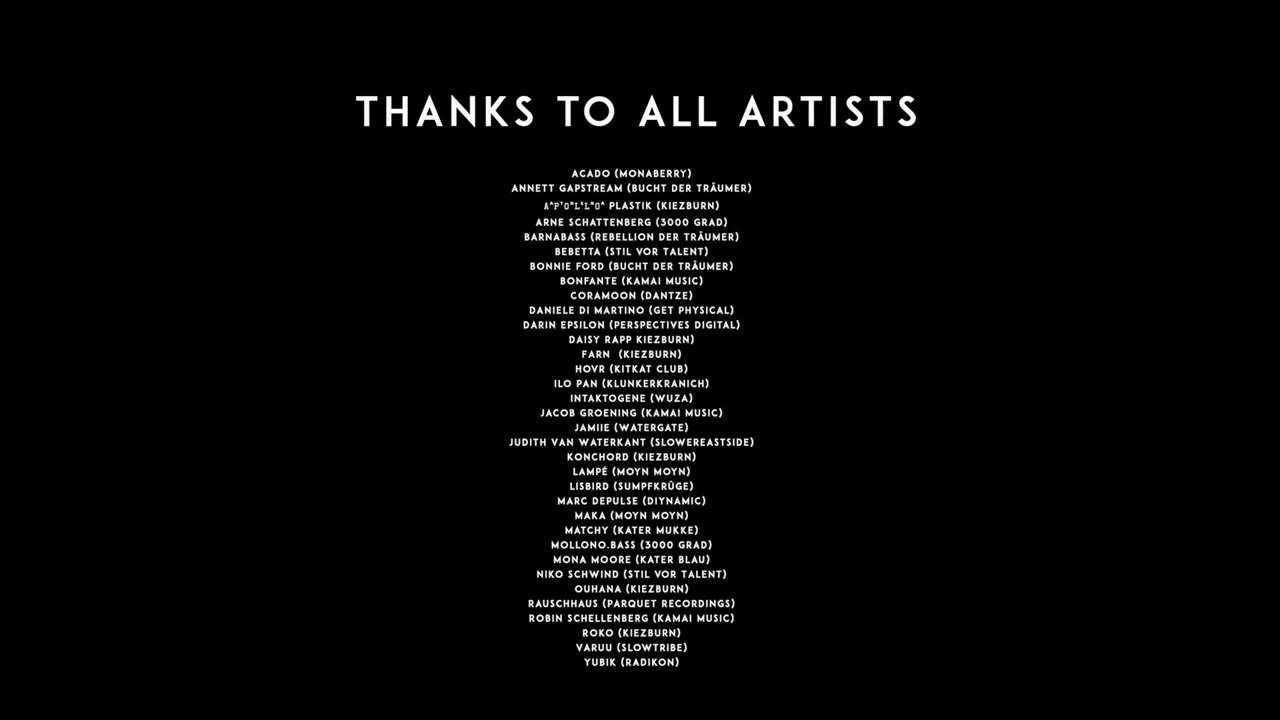 THANKS TO ALL ARTISTS
ACADO (MONABERRY)
ANNETT GAPSTREAM (BUCHT DER TRÄUMER)
PLASTIK (KIEZBURN)
ARNE SCHATTENBERG (3000 GRAD)
BARNABASS (REBELLION DER TRÄUMER)
BEBETTA (STIL VOR TALENT)
BONNIE FORD (BUCHT DER TRÄUMER)
BONFANTE (KAMAI MUSIC)
CORAMOON (DANTZE)
DANIELE DI MARTINO (GET PHYSICAL)
DARIN EPSILON (PERSPECTIVES DIGITAL)
DAISY RAPP KIEZBURN)
FARN (KIEZBURN)
HOVR (KITKAT CLUB)
ILO PAN (KLUNKERKRANICH)
INTAKTOGENE (WUZA)
JACOB GROENING (KAMAI MUSIC)
JAMIIE (WATERGATE)
JUDITH VAN WATERKANT (SLOWEREASTSIDE)
KONCHORD (KIEZBURN)
LAMPÉ (MOYN MOYN)
LISBIRD (SUMPFKRÜGE)
MARC DEPULSE (DIYNAMIC)
MAKA (MOYN MOYN)
MATCHY (KATER MUKKE)
MOLLONO.BASS (3000 GRAD)
MONA MOORE (KATER BLAU)
NIKO SCHWIND (STIL VOR TALENT)
OUHANA (KIEZBURN)
RAUSCHHAUS (PARQUET RECORDINGS)
ROBIN SCHELLENBERG (KAMAI MUSIC)
ROKO (KIEZBURN)
VARUU (SLOWTRIBE)
YUBIK (RADIKON)